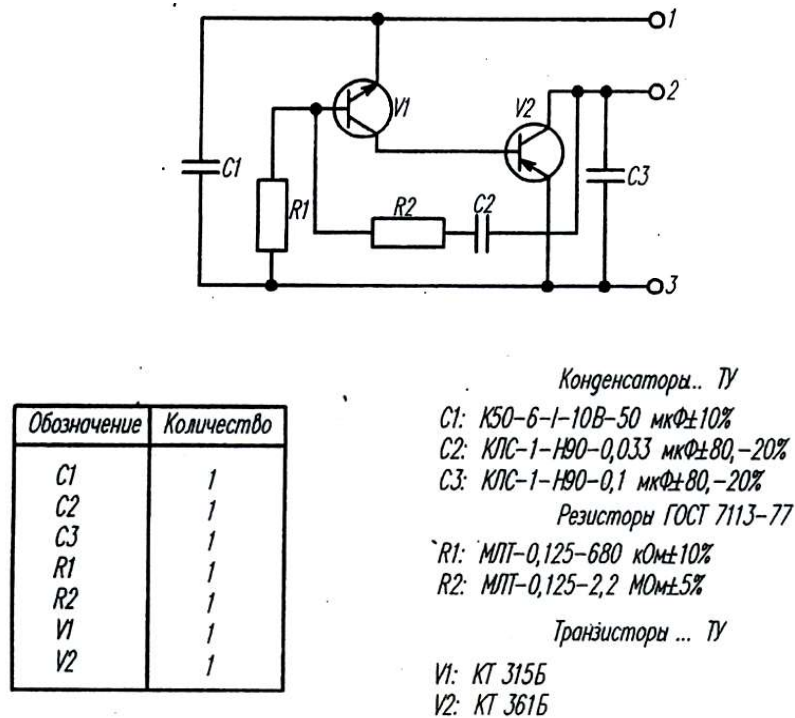 1
2
V1
V2
C1
C3
R1
R2
C2
3
Конденсаторы.. ТУ
C1: К50-6-I-10В-50 мкФ±10%
C2: КЛС-1-Н90-0,033 мкФ±80,-20%
C3: КЛС-1-Н90-0,1 мкФ±80,-20%
Резисторы ГОСТ 7113-77
R1: МЛТ-0,125-680 кОм±10%
R2: МЛТ-0,125-2,2 МОм±5%
Транзисторы ... ТУ
V1: КТ 315Б
V2: КТ 361Б
Обозначение Количество
C1 1
C2 1
C3 1
R1 1
R2 1
V1 1
V2 1